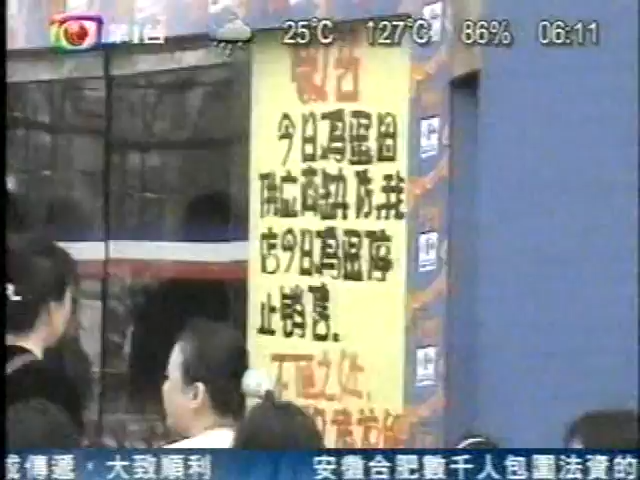 第1台 25°C 127°C 86% 06:11
敬告
今日鸡蛋因
供应商缺货,我
店今日鸡蛋停
止销售.
不便之处,
成傳遞，大致順利 安徽合肥數千人包圍法資的